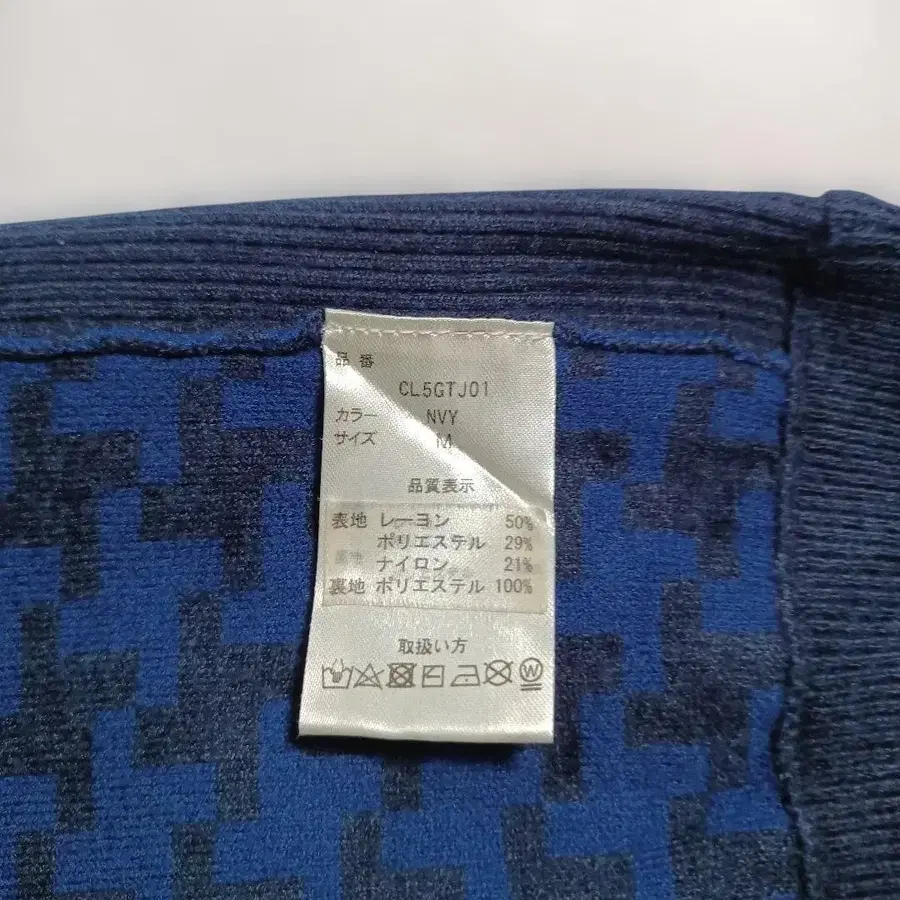 品番
CL5GTJ01
カラー NVY
サイズ M
品質表示
表地 レーヨン 50%
ポリエステル 29%
ナイロン 21%
裏地 ポリエステル 100%
取扱い方
W